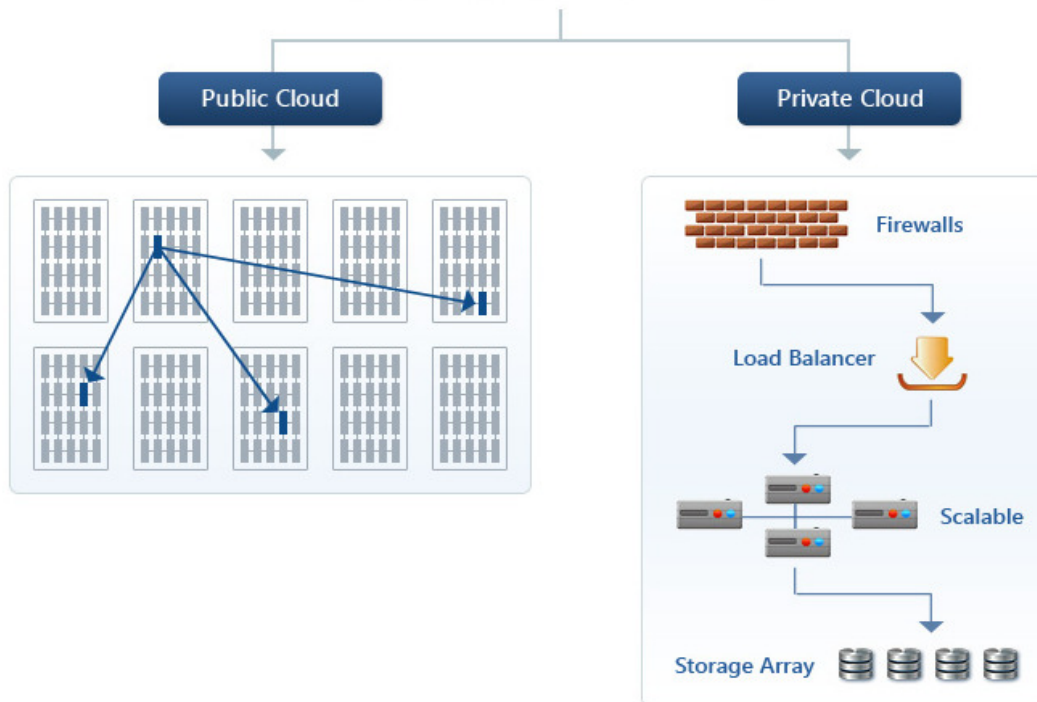 Public Cloud
Private Cloud
Firewalls
Load Balancer
Scalable
Storage Array